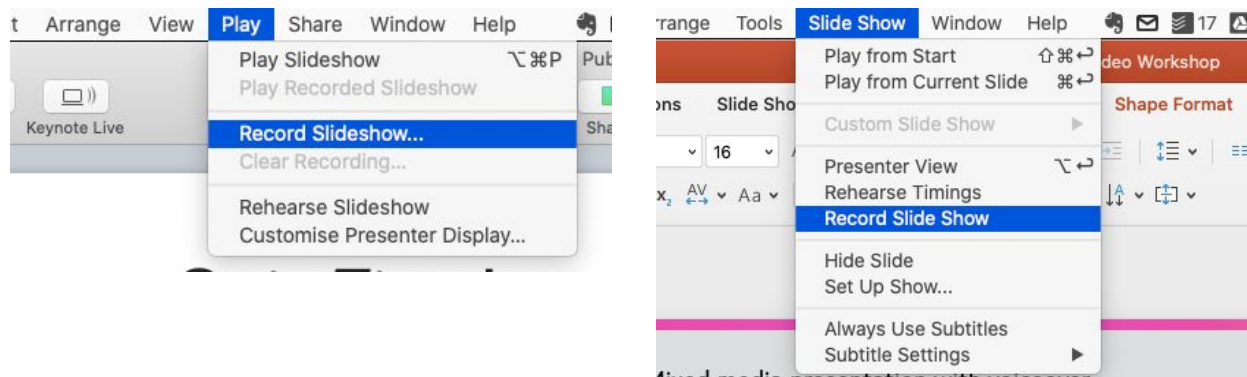 Arrange View Play Share Window Help
Play Slideshow ⌥⌘P
Play Recorded Slideshow
Keynote Live
Record Slideshow...
Clear Recording...
Rehearse Slideshow
Customise Presenter Display...
Tools Slide Show Window Help 17
Play from Start ⇧⌘↩
Play from Current Slide ⌘↩
Workshop
Shape Format
Custom Slide Show
16
Presenter View ⌥↩
Rehearse Timings
Aa
Record Slide Show
Hide Slide
Set Up Show...
Always Use Subtitles
Subtitle Settings